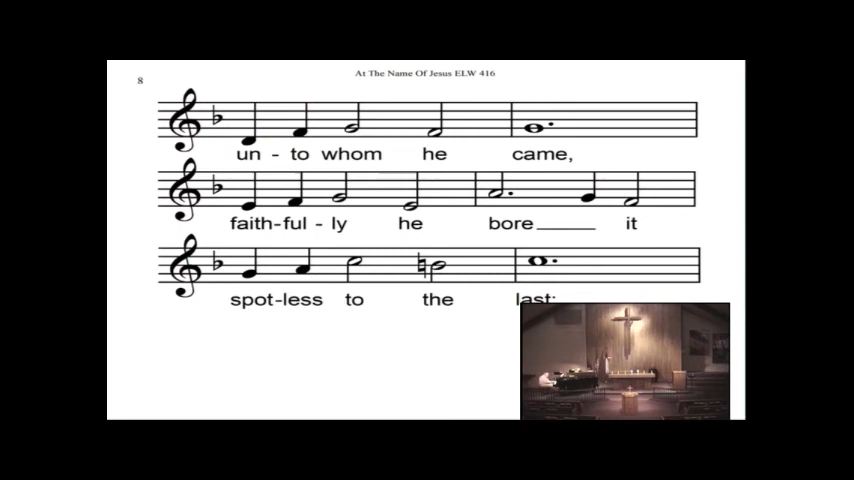 At The Name Of Jesus ELW 416
8
un - to whom he came,
faith-ful - ly he bore_____ it
spot-less to the last;